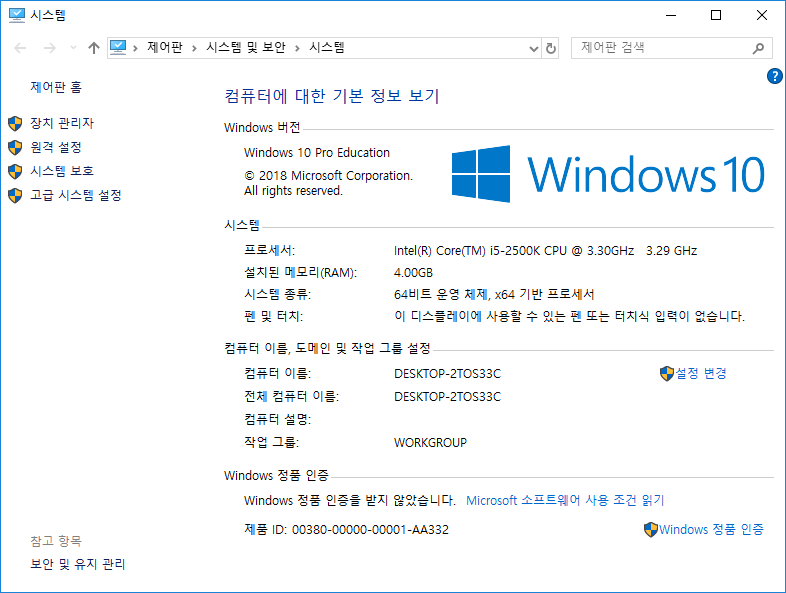 시스템
제어판 > 시스템 및 보안 > 시스템
제어판 검색
제어판 홈
장치 관리자
원격 설정
시스템 보호
고급 시스템 설정
컴퓨터에 대한 기본 정보 보기
Windows 버전
Windows 10 Pro Education
© 2018 Microsoft Corporation.
All rights reserved.
Windows 10
시스템
프로세서: Intel(R) Core(TM) i5-2500K CPU @ 3.30GHz 3.29 GHz
설치된 메모리(RAM): 4.00GB
시스템 종류: 64비트 운영 체제, x64 기반 프로세서
펜 및 터치: 이 디스플레이에 사용할 수 있는 펜 또는 터치식 입력이 없습니다.
컴퓨터 이름, 도메인 및 작업 그룹 설정
컴퓨터 이름: DESKTOP-2TOS33C 설정 변경
전체 컴퓨터 이름: DESKTOP-2TOS33C
컴퓨터 설명:
작업 그룹: WORKGROUP
Windows 정품 인증
Windows 정품 인증을 받지 않았습니다. Microsoft 소프트웨어 사용 조건 읽기
제품 ID: 00380-00000-00001-AA332 Windows 정품 인증
참고 항목
보안 및 유지 관리